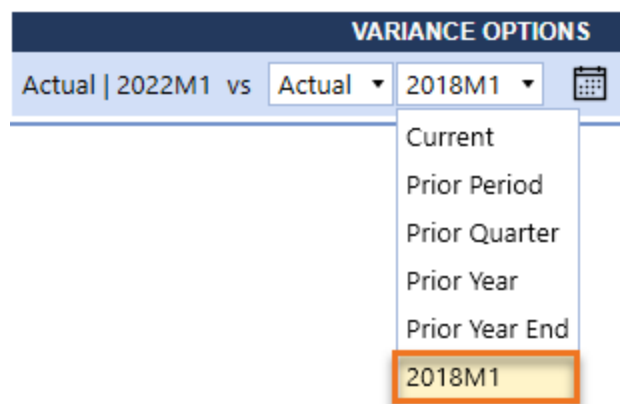 VARIANCE OPTIONS
Actual | 2022M1 vs Actual 2018M1
Current
Prior Period
Prior Quarter
Prior Year
Prior Year End
2018M1